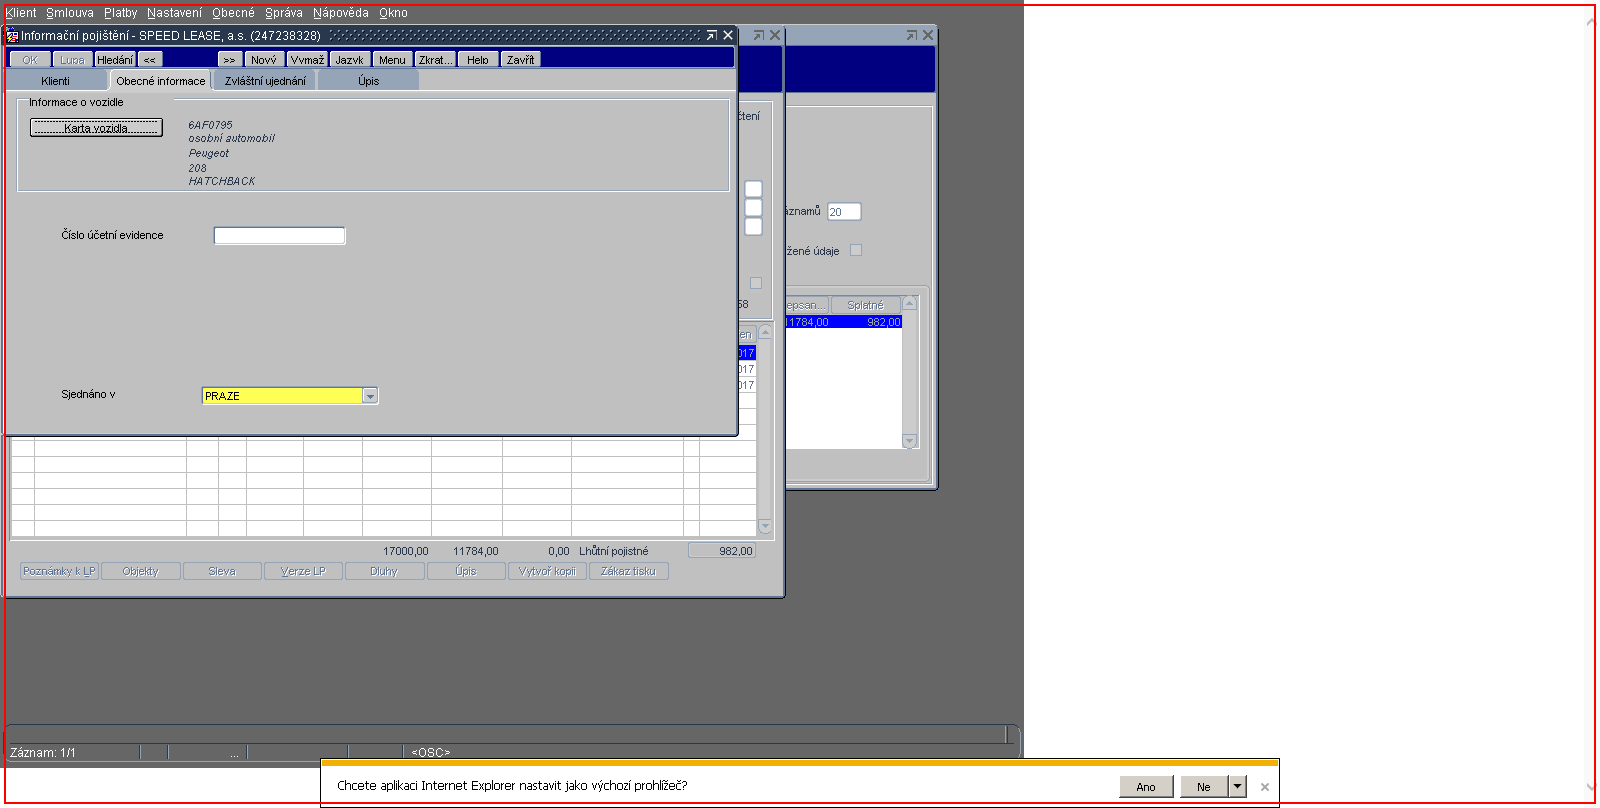 Klient Smlouva Platby Nastavení Obecné Správa Nápověda Okno
Informační pojištění - SPEED LEASE, a.s. (247238328)
OK Lupa Hledání << >> Nový Vymaž Jazyk Menu Zkrat... Help Zavřít
Klienti Obecné informace Zvláštní ujednání Úpis
Informace o vozidle
Karta vozidla
6AF0795
osobní automobil
Peugeot
208
HATCHBACK
čtení
áznamů 20
Číslo účetní evidence
žené údaje
58
epsan... Splatné
11784,00 982,00
en
017
017
017
Sjednáno v PRAZE
17000,00 11784,00 0,00 Lhůtní pojistné 982,00
Poznámky k LP Objekty Sleva Verze LP Dluhy Úpis Vytvoř kopii Zákaz tisku
Záznam: 1/1 ... <OSC>
Chcete aplikaci Internet Explorer nastavit jako výchozí prohlížeč? Ano Ne